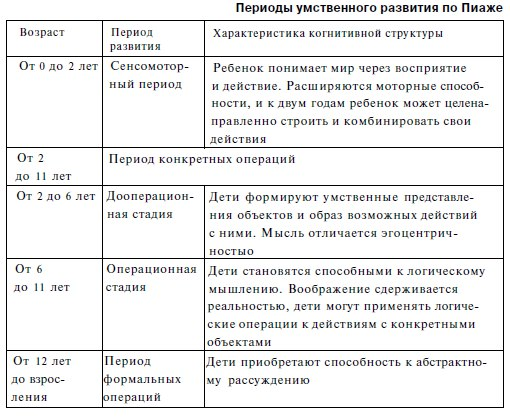 Периоды умственного развития по Пиаже
Возраст
Период
развития
Характеристика когнитивной структуры
От 0 до 2 лет
Сенсомотор-
ный период
Ребенок понимает мир через восприятие
и действие. Расширяются моторные способ-
ности, и к двум годам ребенок может целена-
правленно строить и комбинировать свои
действия
От 2
до 11 лет
Период конкретных операций
От 2 до 6 лет
Дооперацион-
ная стадия
Дети формируют умственные представле-
ния объектов и образ возможных действий
с ними. Мысль отличается эгоцентрич-
ностью
От 6
до 11 лет
Операционная
стадия
Дети становятся способными к логическому
мышлению. Воображение сдерживается
реальностью, дети могут применять логиче-
ские операции к действиям с конкретными
объектами
От 12 лет
до взрос-
ления
Период
формальных
операций
Дети приобретают способность к абстрактно-
му рассуждению